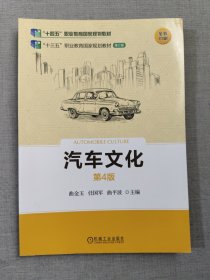 "十四五"职业教育国家规划教材
"十三五"职业教育国家规划教材
AUTOMOBILE CULTURE
汽车文化
第4版
曲金玉 任国军 曲平波 ◎ 主编
机械工业出版社